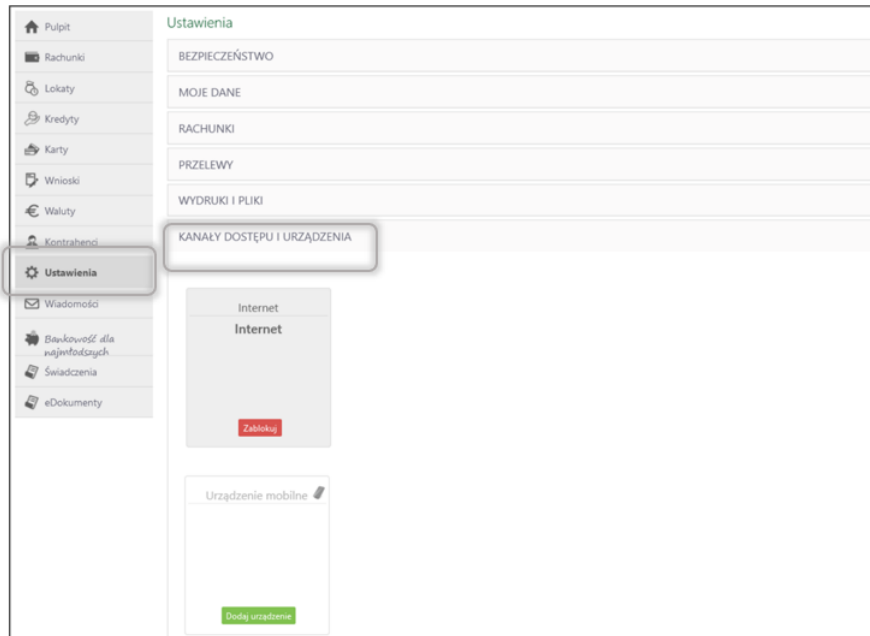 Pulpit
Rachunki
Lokaty
Kredyty
Karty
Wnioski
Waluty
Kontrahenci
Ustawienia
Wiadomości
Bankowość dla
najmłodszych
Świadczenia
eDokumenty
Ustawienia
BEZPIECZEŃSTWO
MOJE DANE
RACHUNKI
PRZELEWY
WYDRUKI I PLIKI
KANAŁY DOSTĘPU I URZĄDZENIA
Internet
Internet
Zablokuj
Urządzenie mobilne
Dodaj urządzenie